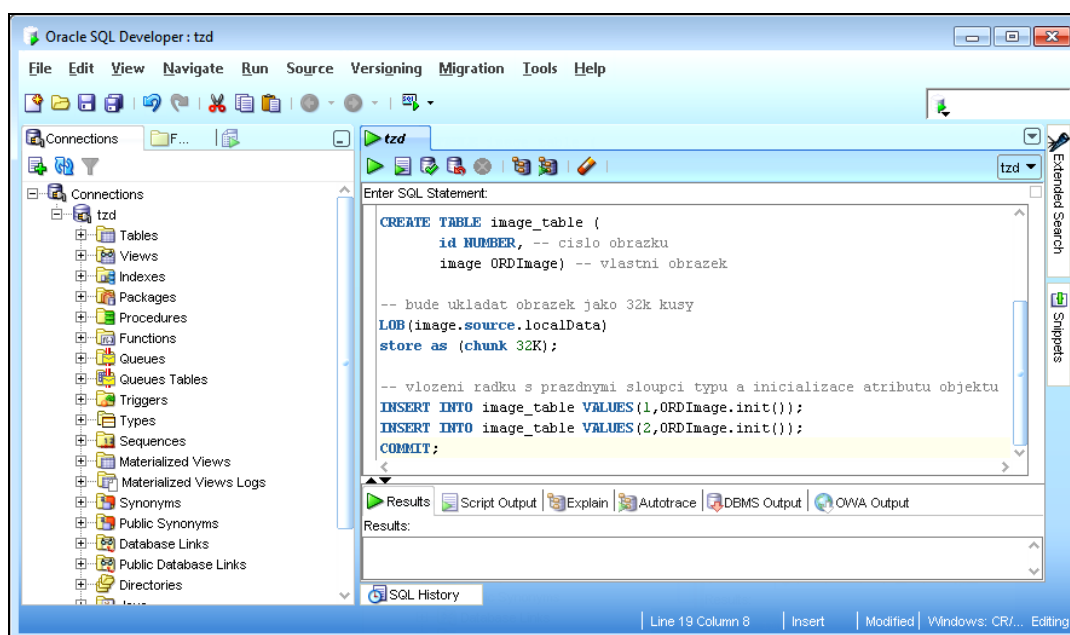 Oracle SQL Developer : tzd
File Edit View Navigate Run Source Versioning Migration Tools Help
Connections F...
tzd
tzd
Connections
tzd
Tables
Views
Indexes
Packages
Procedures
Functions
Queues
Queues Tables
Triggers
Types
Sequences
Materialized Views
Materialized Views Logs
Synonyms
Public Synonyms
Database Links
Public Database Links
Directories
Enter SQL Statement:
CREATE TABLE image_table (
id NUMBER, -- cislo obrazku
image ORDImage) -- vlastni obrazek
-- bude ukladat obrazek jako 32k kusy
LOB(image.source.localData)
store as (chunk 32K);
-- vlozeni radku s prazdnymi sloupci typu a inicializace atributu objektu
INSERT INTO image_table VALUES(1,ORDImage.init());
INSERT INTO image_table VALUES(2,ORDImage.init());
COMMIT;
Results Script Output Explain Autotrace DBMS Output OWA Output
Results:
SQL History
Extended Search
Snippets
Line 19 Column 8 Insert Modified Windows: CR/... Editing